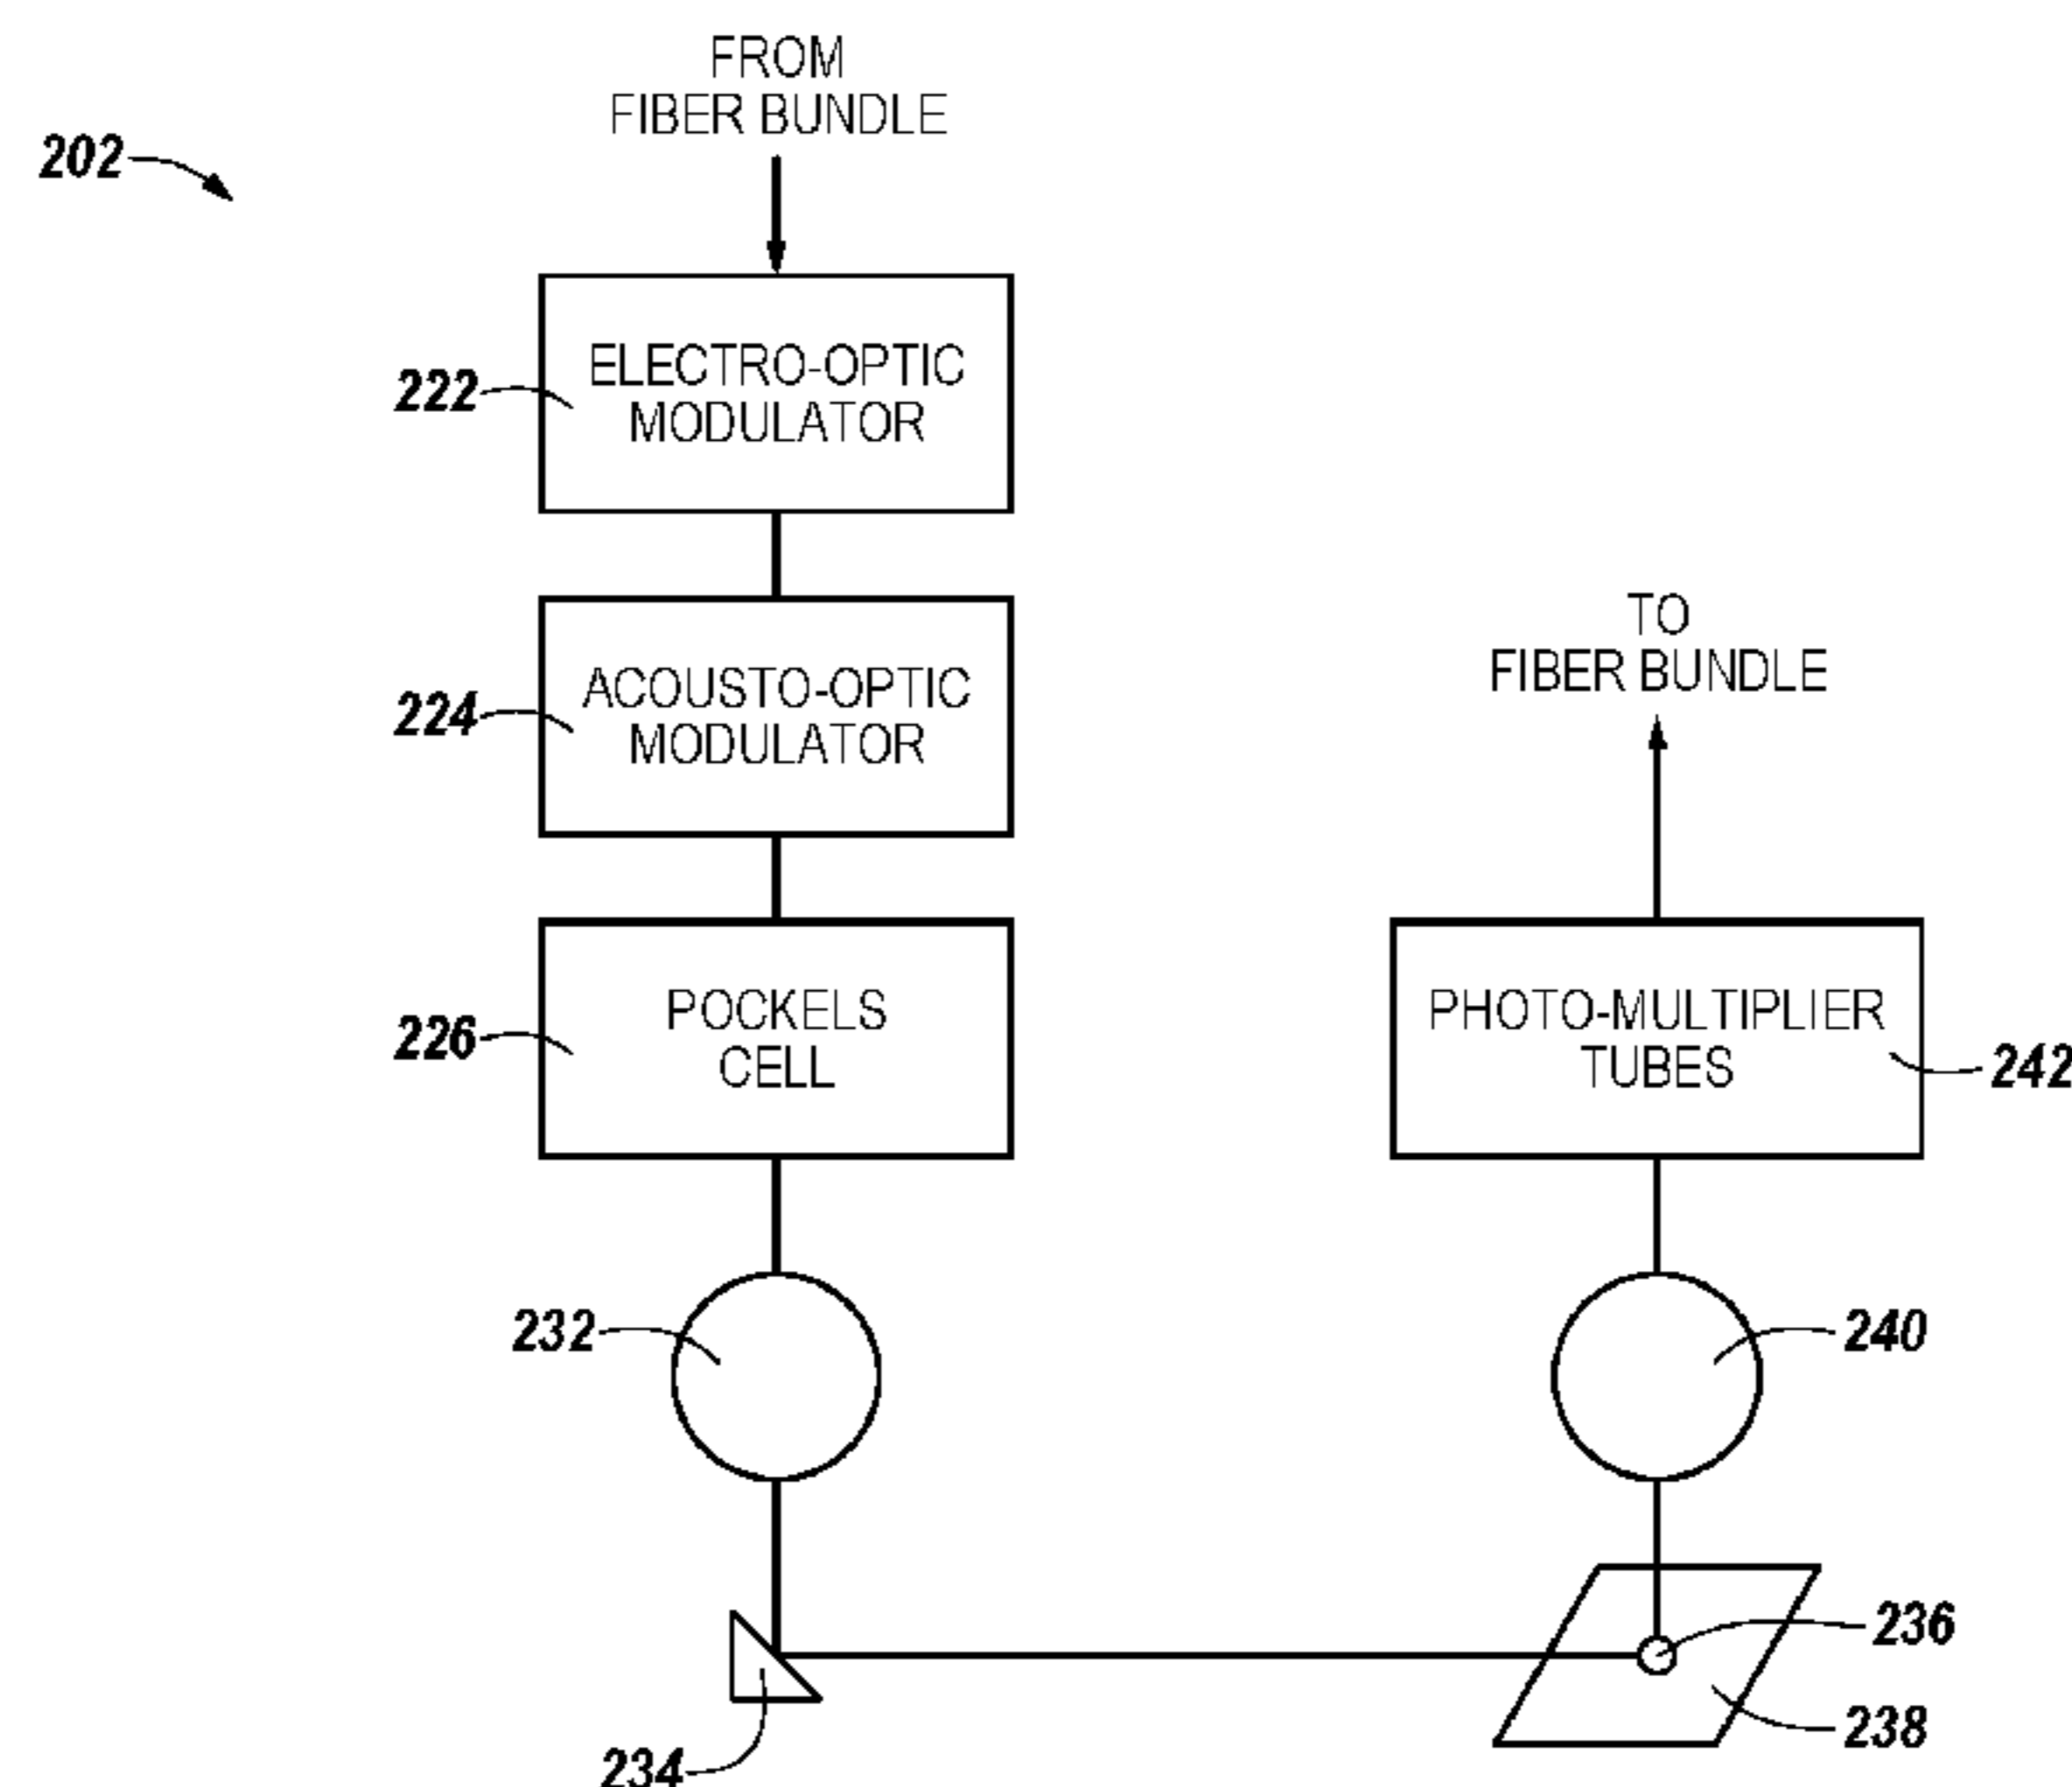 FROM
FIBER BUNDLE
202
ELECTRO-OPTIC
MODULATOR
222
ACOUSTO-OPTIC
MODULATOR
224
TO
FIBER BUNDLE
POCKELS
CELL
226
PHOTO-MULTIPLIER
TUBES
242
232
240
236
238
234